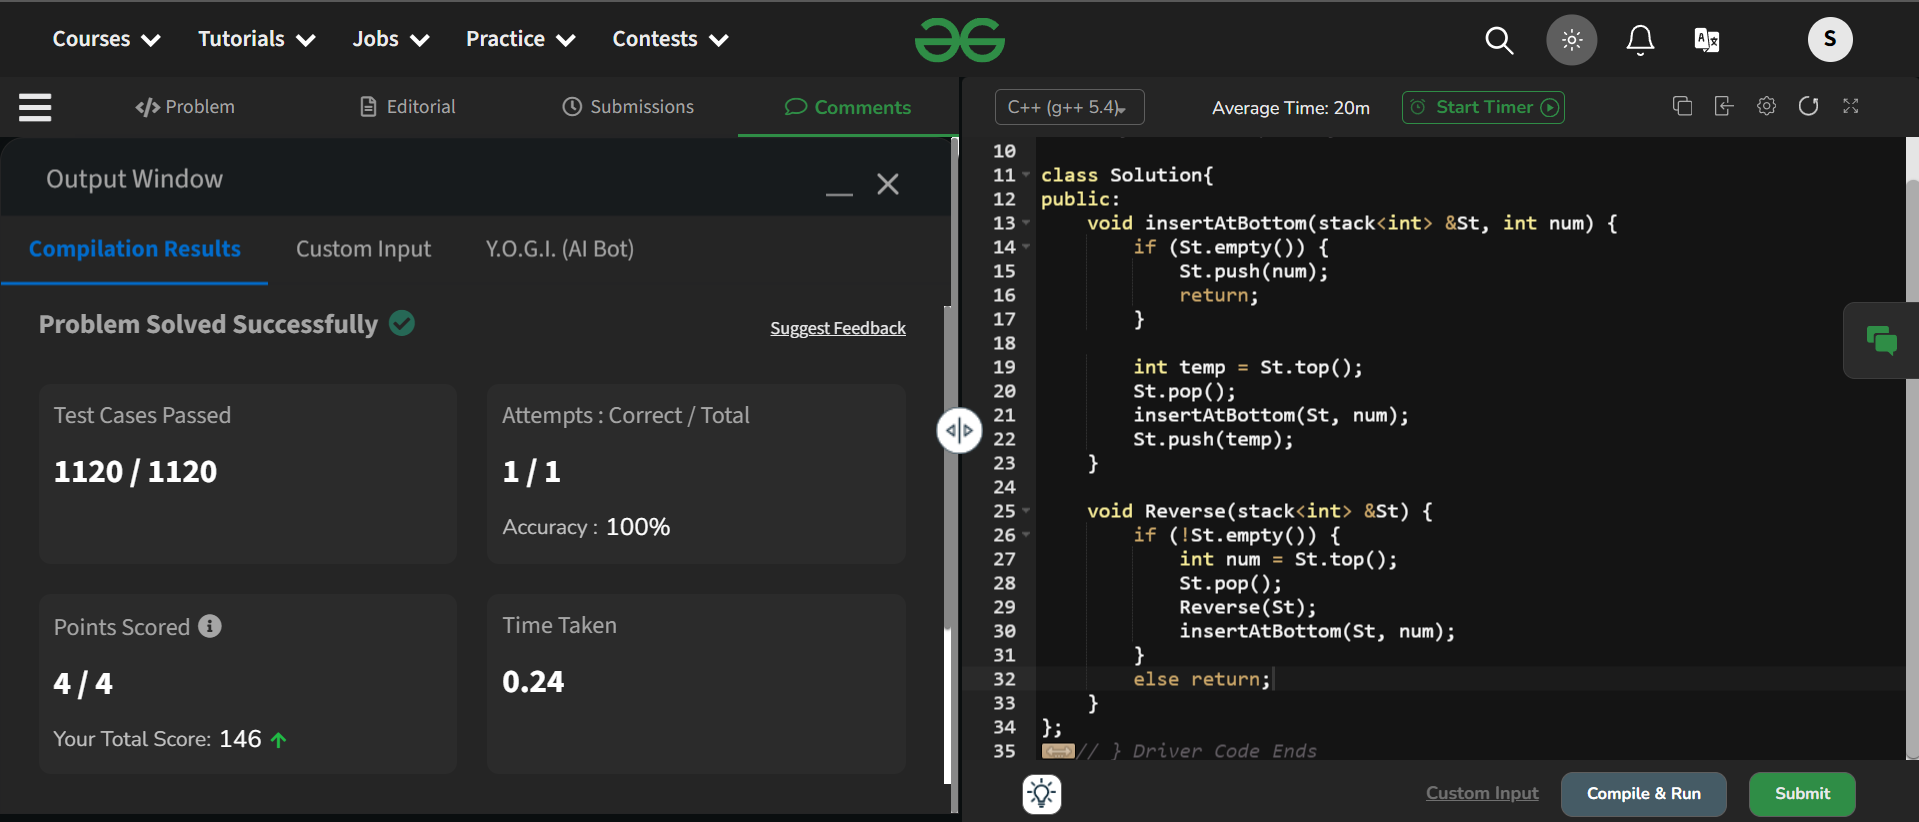 Courses Tutorials Jobs Practice Contests
S
Problem Editorial Submissions Comments
Output Window
Compilation Results Custom Input Y.O.G.I. (AI Bot)
Problem Solved Successfully
Suggest Feedback
Test Cases Passed
1120 / 1120
Attempts : Correct / Total
1 / 1
Accuracy : 100%
Points Scored
4 / 4
Your Total Score: 146
Time Taken
0.24
C++ (g++ 5.4) Average Time: 20m Start Timer
10
11 class Solution{
12 public:
13     void insertAtBottom(stack<int> &St, int num) {
14         if (St.empty()) {
15             St.push(num);
16             return;
17         }
18
19         int temp = St.top();
20         St.pop();
21         insertAtBottom(St, num);
22         St.push(temp);
23     }
24
25     void Reverse(stack<int> &St) {
26         if (!St.empty()) {
27             int num = St.top();
28             St.pop();
29             Reverse(St);
30             insertAtBottom(St, num);
31         }
32         else return;
33     }
34 };
35 // } Driver Code Ends
Custom Input Compile & Run Submit